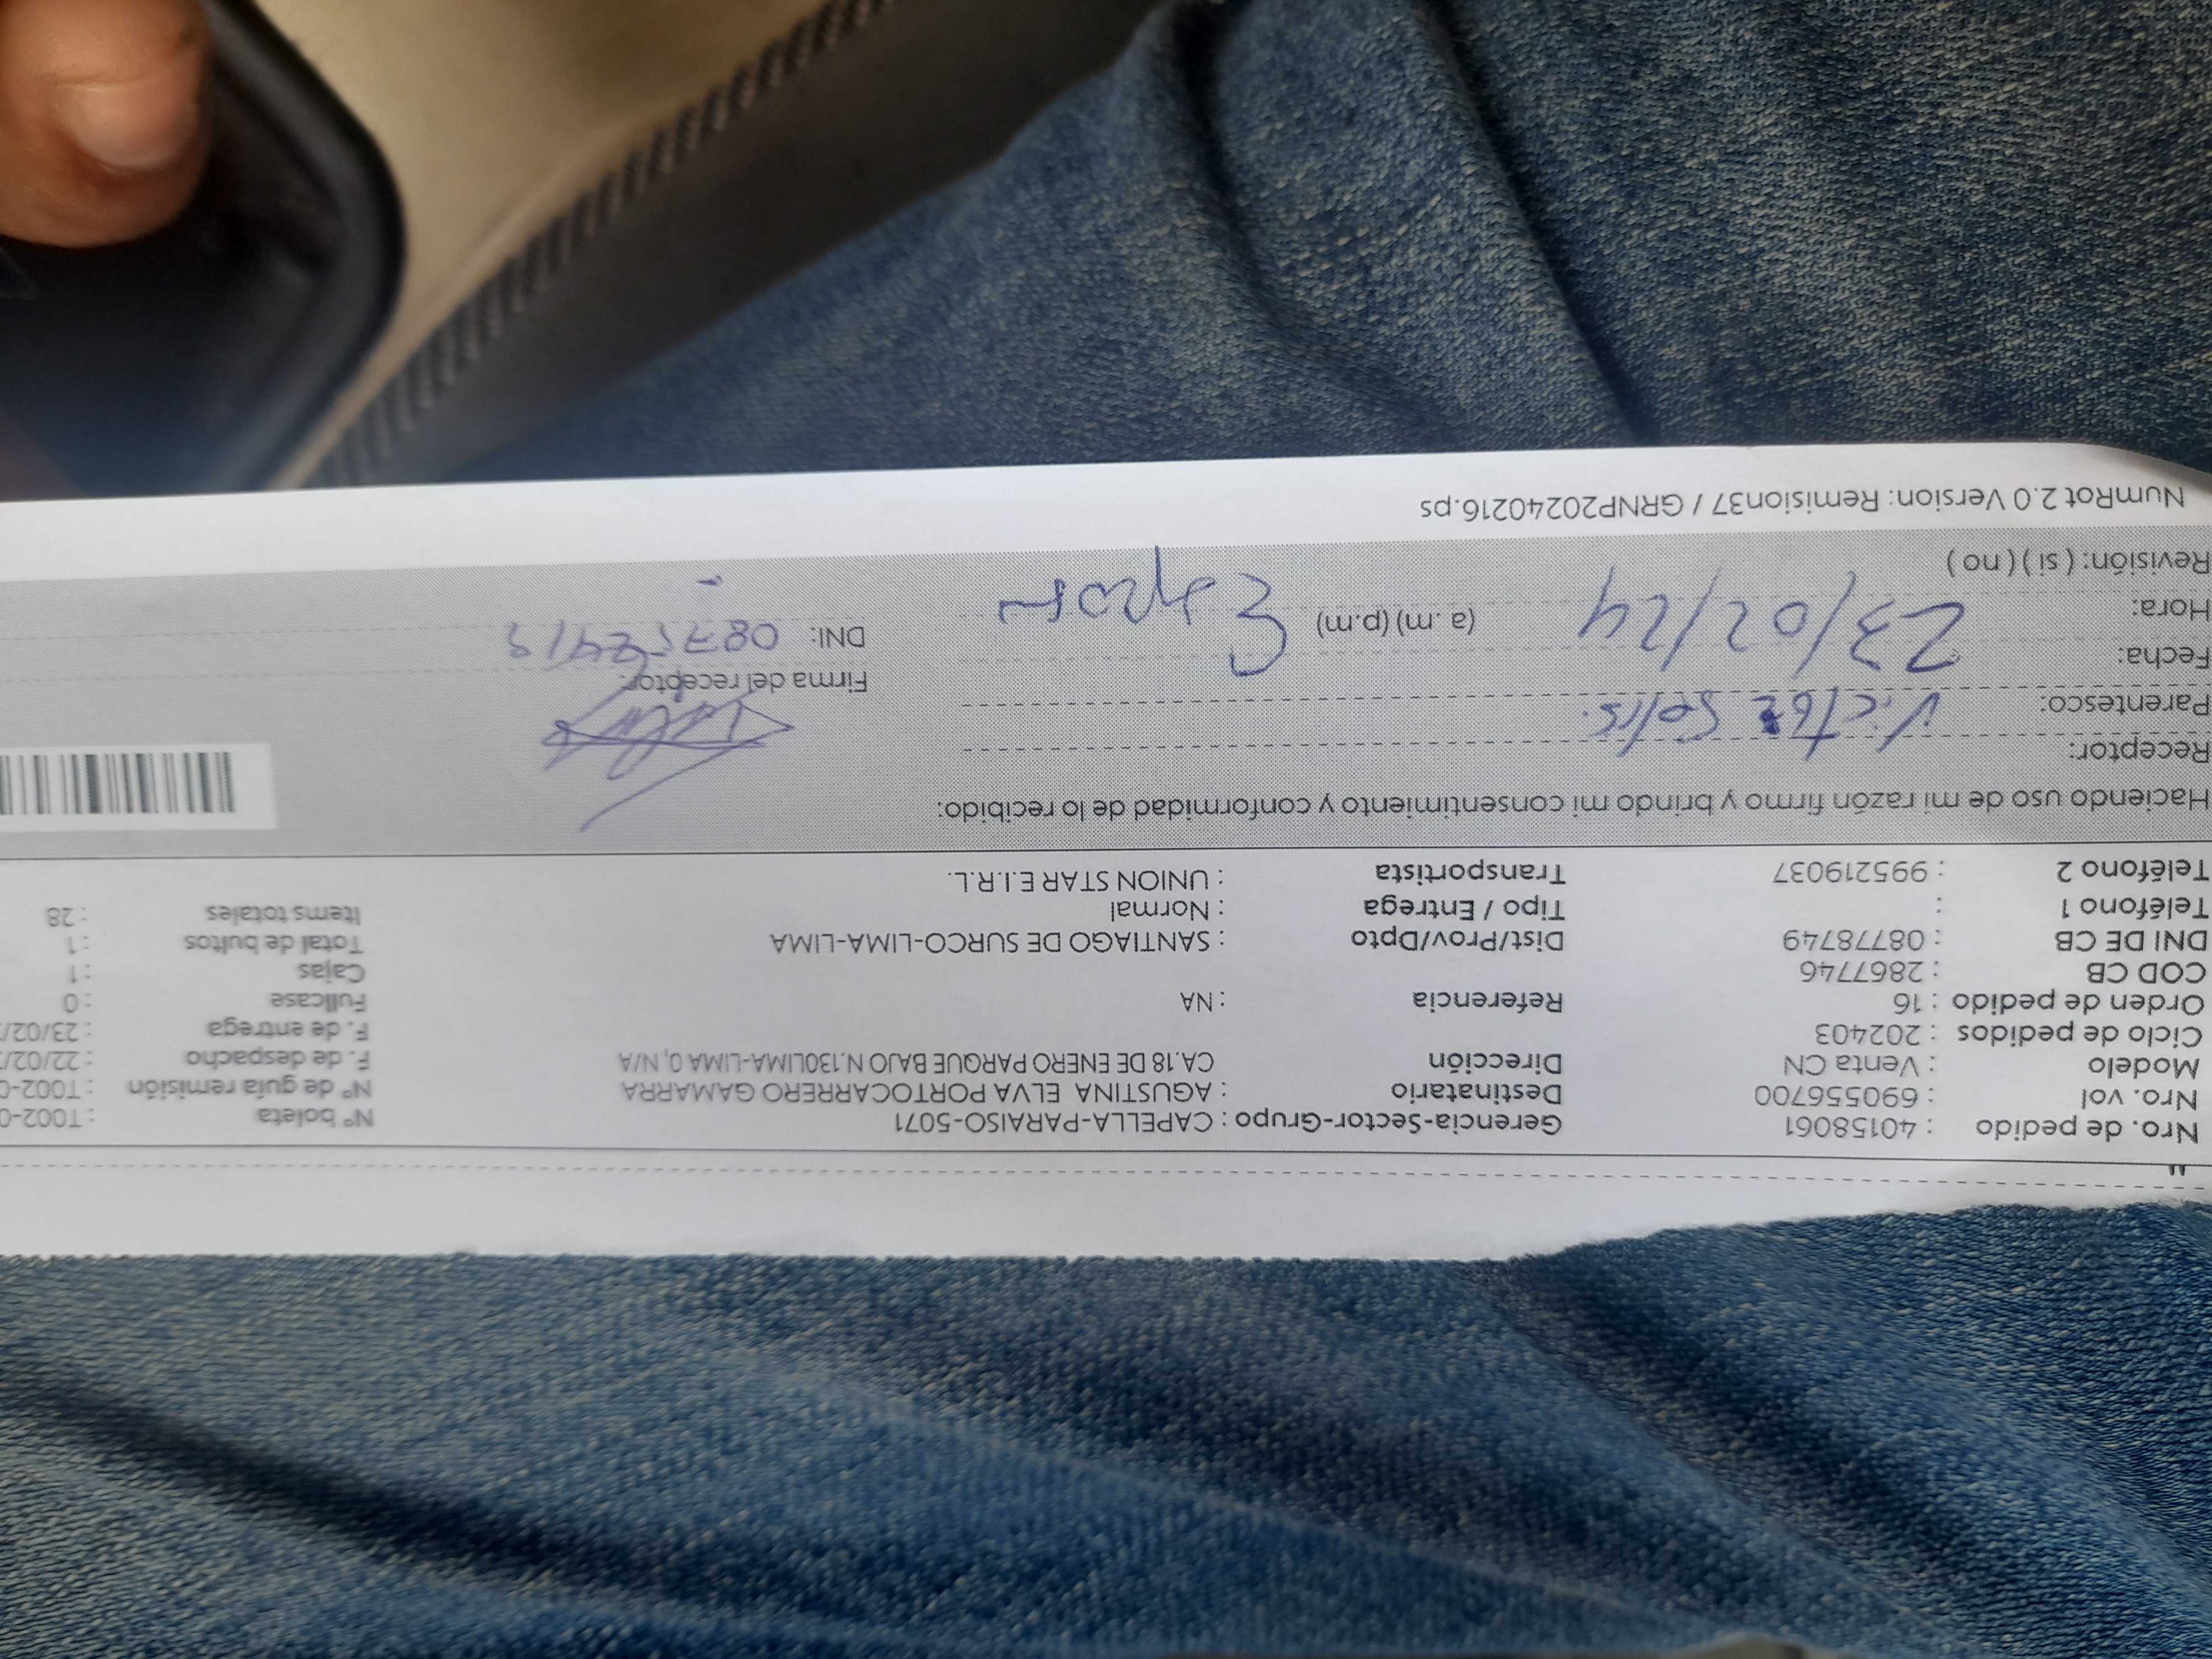 Nro. de pedido : 40158061 Gerencia-Sector-Grupo : CAPELLA-PARAISO-5071 N° boleta : T002-0
Nro. vol : 690556700 Destinatario : AGUSTINA ELVA PORTOCARRERO GAMARRA N° de guía remisión : T002-0
Modelo : Venta CN Dirección CA.18 DE ENERO PARQUE BAJO N.130LIMA-LIMA 0, N/A F. de despacho : 22/02/
Ciclo de pedidos : 202403 F. de entrega : 23/02/
Orden de pedido : 16 Referencia : NA Fullcase : 0
COD CB : 2867746 Cajas : 1
DNI DE CB : 08778749 Dist/Prov/Dpto : SANTIAGO DE SURCO-LIMA-LIMA Total de bultos : 1
Teléfono 1 : Tipo / Entrega : Normal Items totales : 28
Teléfono 2 : 995219037 Transportista : UNION STAR E.I.R.L.
Haciendo uso de mi razón firmo y brindo mi consentimiento y conformidad de lo recibido:
Receptor:
Parentesco: Victor Solis. Firma del receptor:
Fecha: 23/02/24 DNI:
Hora: (a. m) (p.m) Esposo
Revisión: ( si ) ( no )
NumRot 2.0 Version: Remision37 / GRNP20240216.ps